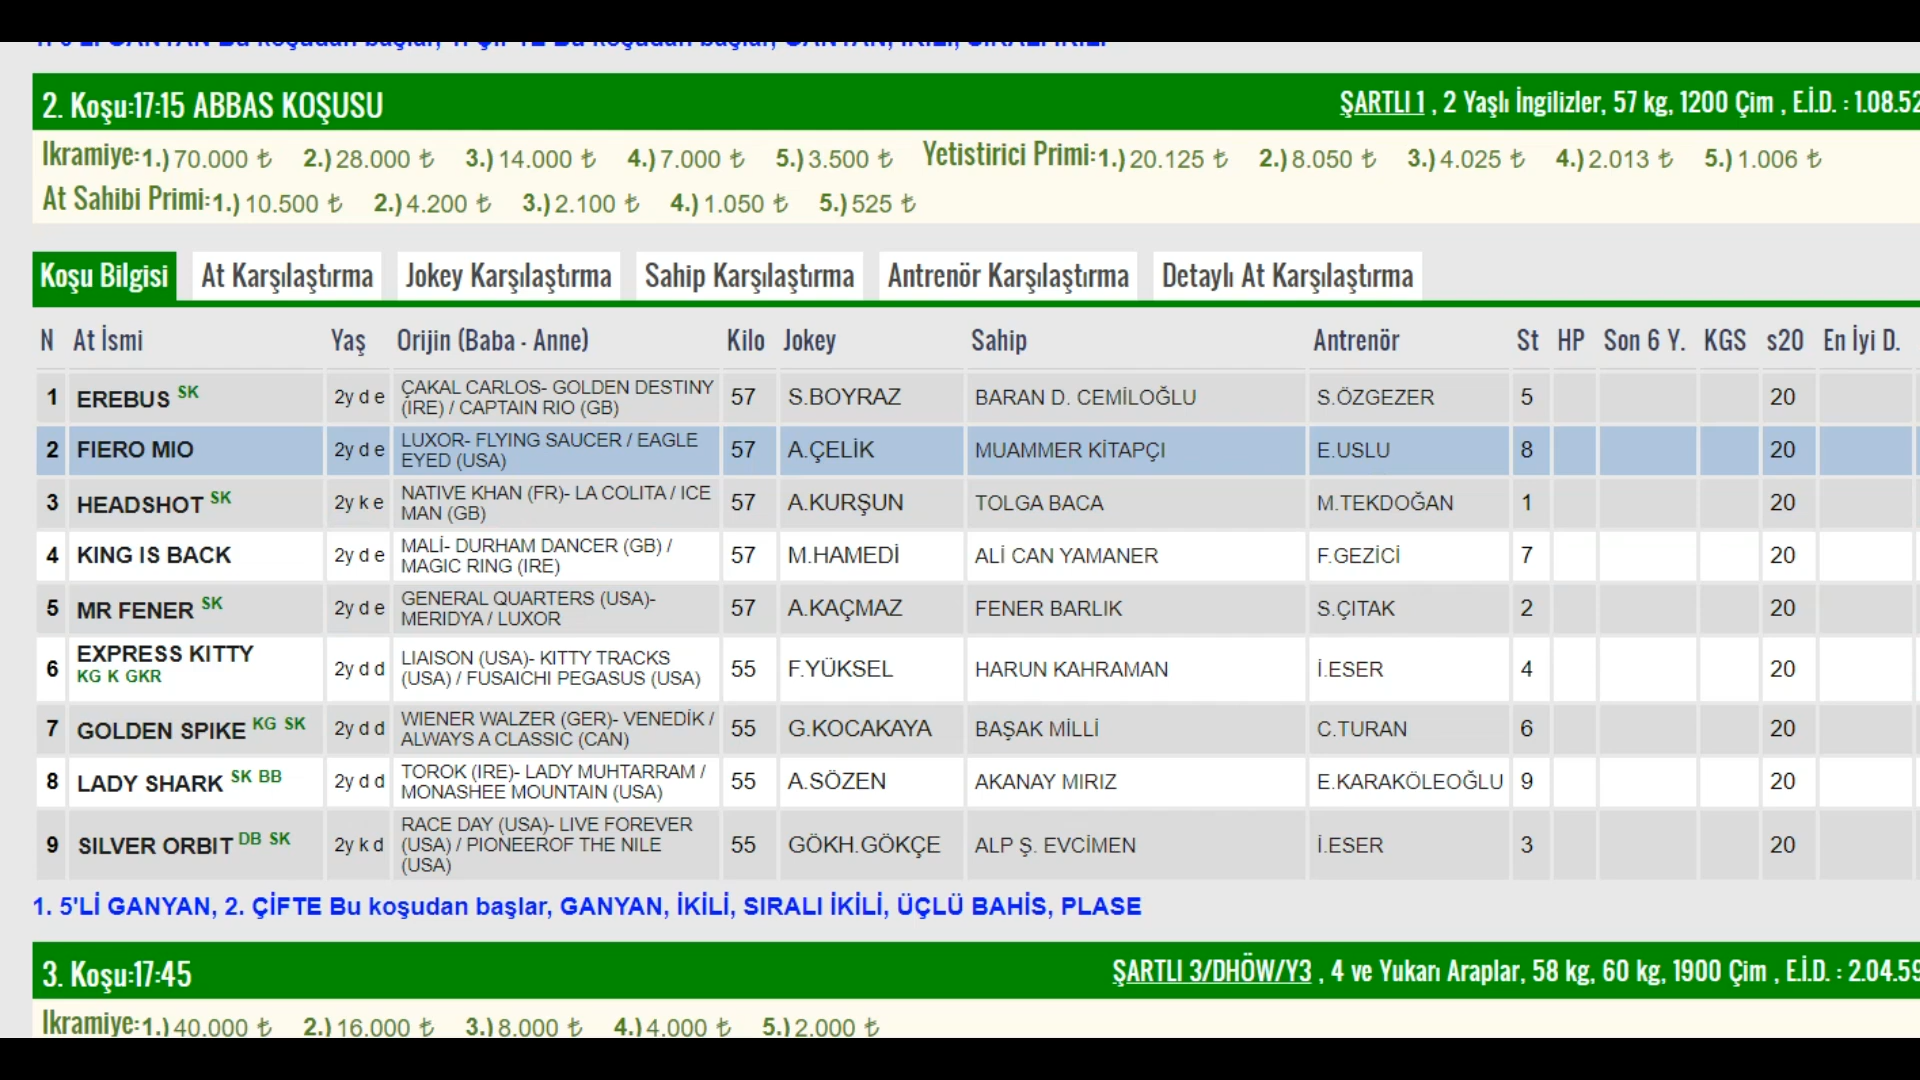 2. Koşu:17:15 ABBAS KOŞUSU ŞARTLI 1 , 2 Yaşlı İngilizler, 57 kg, 1200 Çim , E.İ.D. : 1.08.52
Ikramiye:1.) 70.000 ₺ 2.) 28.000 ₺ 3.) 14.000 ₺ 4.) 7.000 ₺ 5.) 3.500 ₺ Yetistirici Primi:1.) 20.125 ₺ 2.) 8.050 ₺ 3.) 4.025 ₺ 4.) 2.013 ₺ 5.) 1.006 ₺
At Sahibi Primi:1.) 10.500 ₺ 2.) 4.200 ₺ 3.) 2.100 ₺ 4.) 1.050 ₺ 5.) 525 ₺
Koşu Bilgisi At Karşılaştırma Jokey Karşılaştırma Sahip Karşılaştırma Antrenör Karşılaştırma Detaylı At Karşılaştırma
N At İsmi Yaş Orijin (Baba - Anne) Kilo Jokey Sahip Antrenör St HP Son 6 Y. KGS s20 En İyi D.
1 EREBUS SK 2y d e ÇAKAL CARLOS- GOLDEN DESTINY (IRE) / CAPTAIN RIO (GB) 57 S.BOYRAZ BARAN D. CEMİLOĞLU S.ÖZGEZER 5 20
2 FIERO MIO 2y d e LUXOR- FLYING SAUCER / EAGLE EYED (USA) 57 A.ÇELİK MUAMMER KİTAPÇI E.USLU 8 20
3 HEADSHOT SK 2y k e NATIVE KHAN (FR)- LA COLITA / ICE MAN (GB) 57 A.KURŞUN TOLGA BACA M.TEKDOĞAN 1 20
4 KING IS BACK 2y d e MALİ- DURHAM DANCER (GB) / MAGIC RING (IRE) 57 M.HAMEDİ ALİ CAN YAMANER F.GEZİCİ 7 20
5 MR FENER SK 2y d e GENERAL QUARTERS (USA)- MERIDYA / LUXOR 57 A.KAÇMAZ FENER BARLIK S.ÇITAK 2 20
6 EXPRESS KITTY KG K GKR 2y d d LIAISON (USA)- KITTY TRACKS (USA) / FUSAICHI PEGASUS (USA) 55 F.YÜKSEL HARUN KAHRAMAN İ.ESER 4 20
7 GOLDEN SPIKE KG SK 2y d d WIENER WALZER (GER)- VENEDİK / ALWAYS A CLASSIC (CAN) 55 G.KOCAKAYA BAŞAK MİLLİ C.TURAN 6 20
8 LADY SHARK SK BB 2y d d TOROK (IRE)- LADY MUHTARRAM / MONASHEE MOUNTAIN (USA) 55 A.SÖZEN AKANAY MIRIZ E.KARAKÖLEOĞLU 9 20
9 SILVER ORBIT DB SK 2y k d RACE DAY (USA)- LIVE FOREVER (USA) / PIONEEROF THE NILE (USA) 55 GÖKH.GÖKÇE ALP Ş. EVCİMEN İ.ESER 3 20
1. 5'Lİ GANYAN, 2. ÇİFTE Bu koşudan başlar, GANYAN, İKİLİ, SIRALI İKİLİ, ÜÇLÜ BAHİS, PLASE
3. Koşu:17:45 ŞARTLI 3/DHÖW/Y3 , 4 ve Yukarı Araplar, 58 kg, 60 kg, 1900 Çim , E.İ.D. : 2.04.59
Ikramiye:1.) 40.000 ₺ 2.) 16.000 ₺ 3.) 8.000 ₺ 4.) 4.000 ₺ 5.) 2.000 ₺